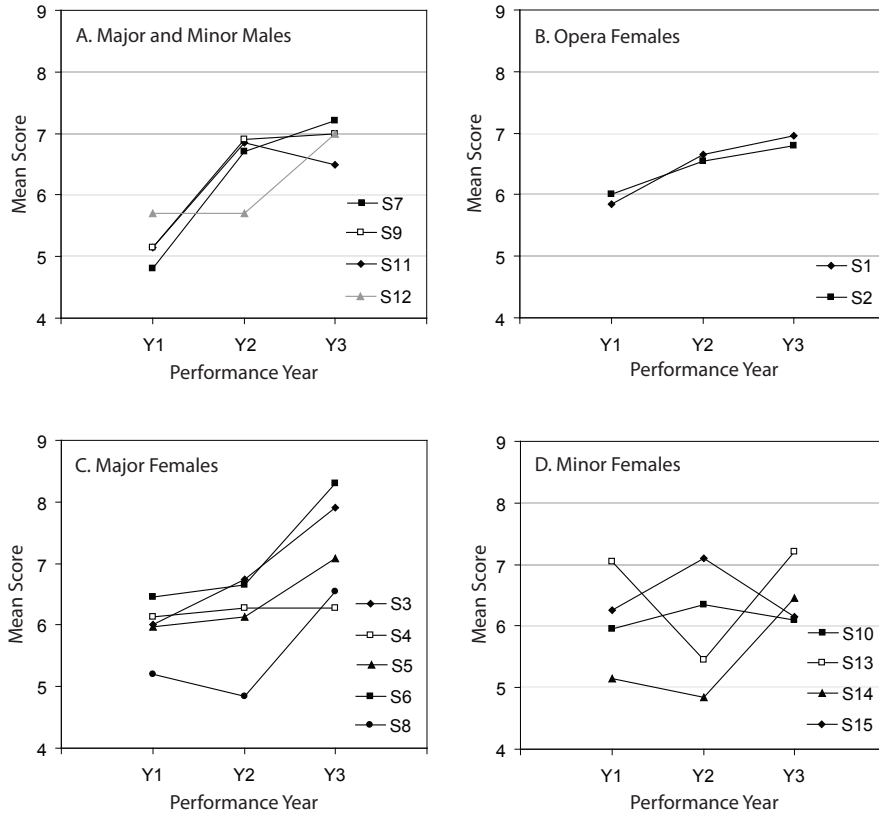 A. Major and Minor Males
9
8
7
6
5
4
Mean Score
Y1 Y2 Y3
Performance Year
S7
S9
S11
S12
B. Opera Females
9
8
7
6
5
4
Mean Score
Y1 Y2 Y3
Performance Year
S1
S2
C. Major Females
9
8
7
6
5
4
Mean Score
Y1 Y2 Y3
Performance Year
S3
S4
S5
S6
S8
D. Minor Females
9
8
7
6
5
4
Mean Score
Y1 Y2 Y3
Performance Year
S10
S13
S14
S15